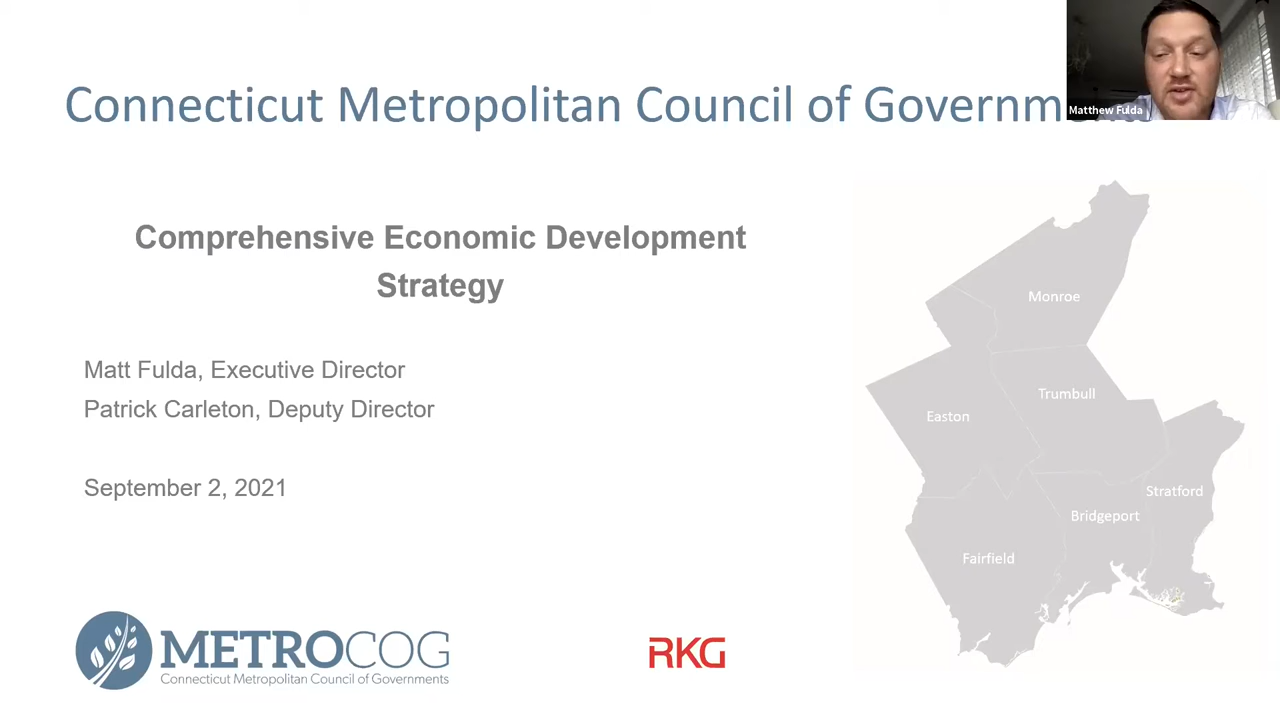 Connecticut Metropolitan Council of Governments
Matthew Fulda
Comprehensive Economic Development
Strategy
Matt Fulda, Executive Director
Patrick Carleton, Deputy Director
September 2, 2021
Monroe
Trumbull
Easton
Stratford
Bridgeport
Fairfield
METROCOG
Connecticut Metropolitan Council of Governments
RKG